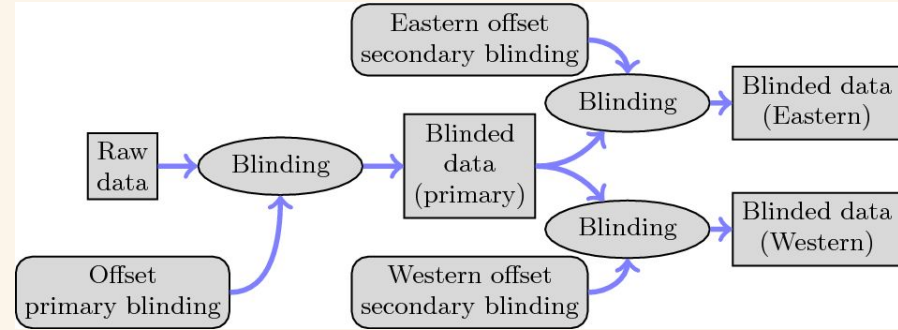 Eastern offset
secondary blinding
Blinding
Blinded data
(Eastern)
Raw
data
Blinding
Blinded
data
(primary)
Blinding
Blinded data
(Western)
Offset
primary blinding
Western offset
secondary blinding